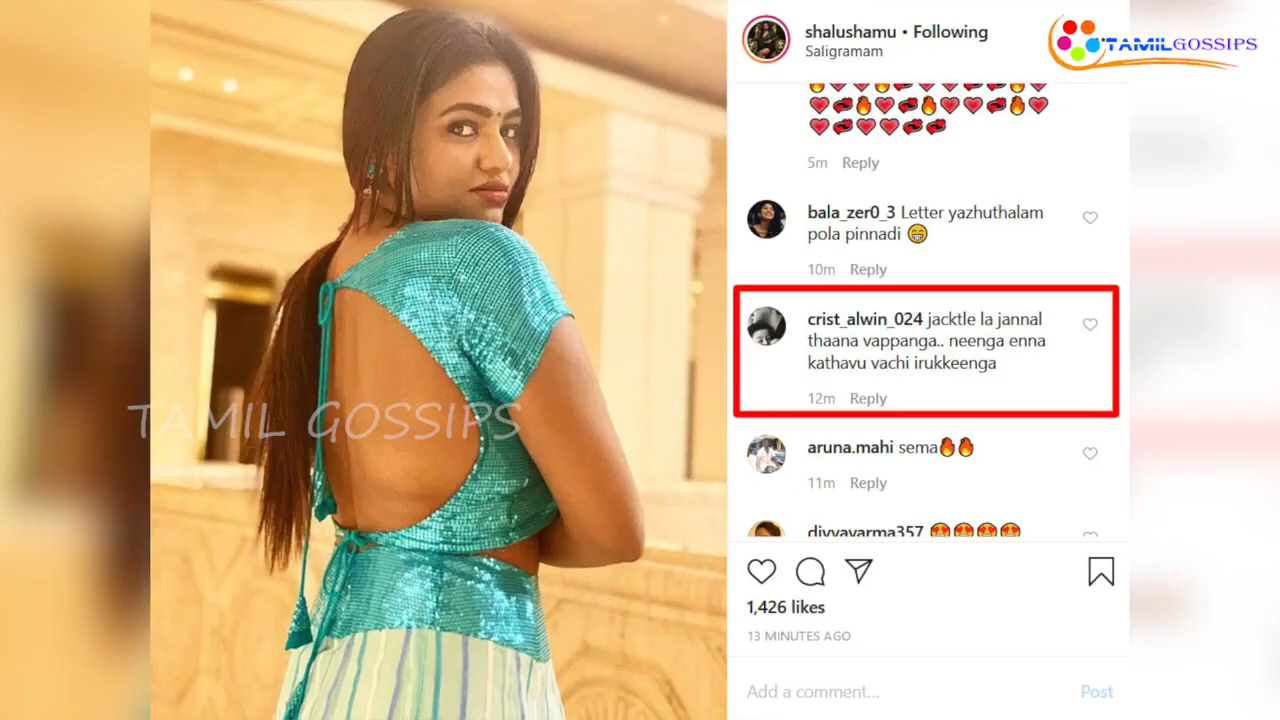 shalushamu • Following
Saligramam
TAMILGOSSIPS
5m Reply
bala_zer0_3 Letter yazhuthalam
pola pinnadi 😁
10m Reply
crist_alwin_024 jacktle la jannal
thaana vappanga.. neenga enna
kathavu vachi irukkeenga
12m Reply
aruna.mahi sema🔥🔥
11m Reply
divyavarma357 😍😍😍😍
1,426 likes
13 MINUTES AGO
Add a comment... Post
TAMIL GOSSIPS